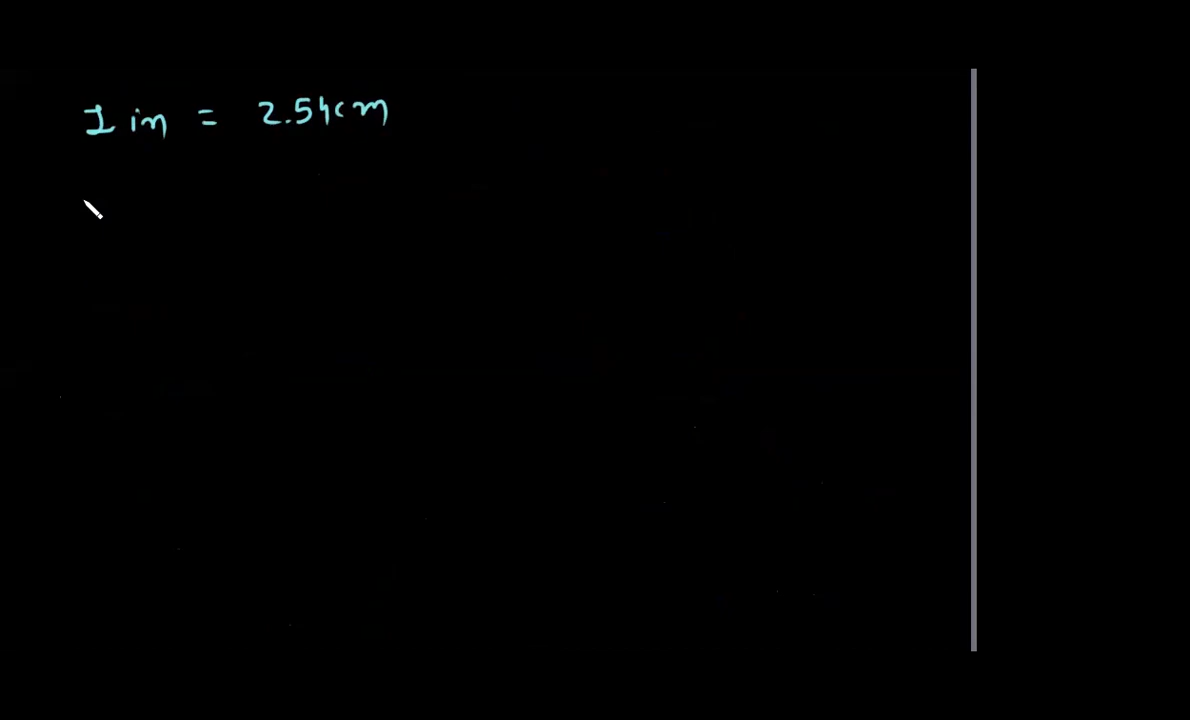 1 in = 2.54cm